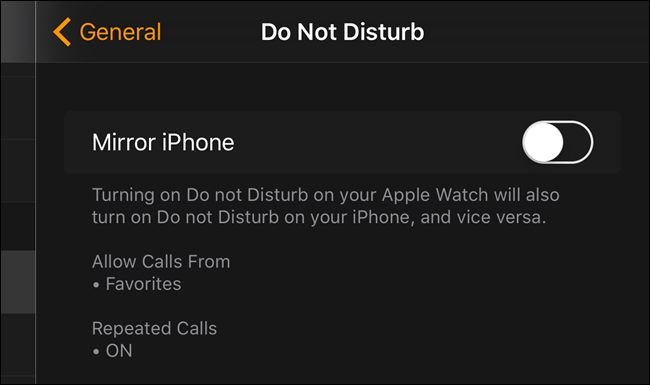 General
Do Not Disturb
Mirror iPhone
Turning on Do not Disturb on your Apple Watch will also
turn on Do not Disturb on your iPhone, and vice versa.
Allow Calls From
• Favorites
Repeated Calls
• ON